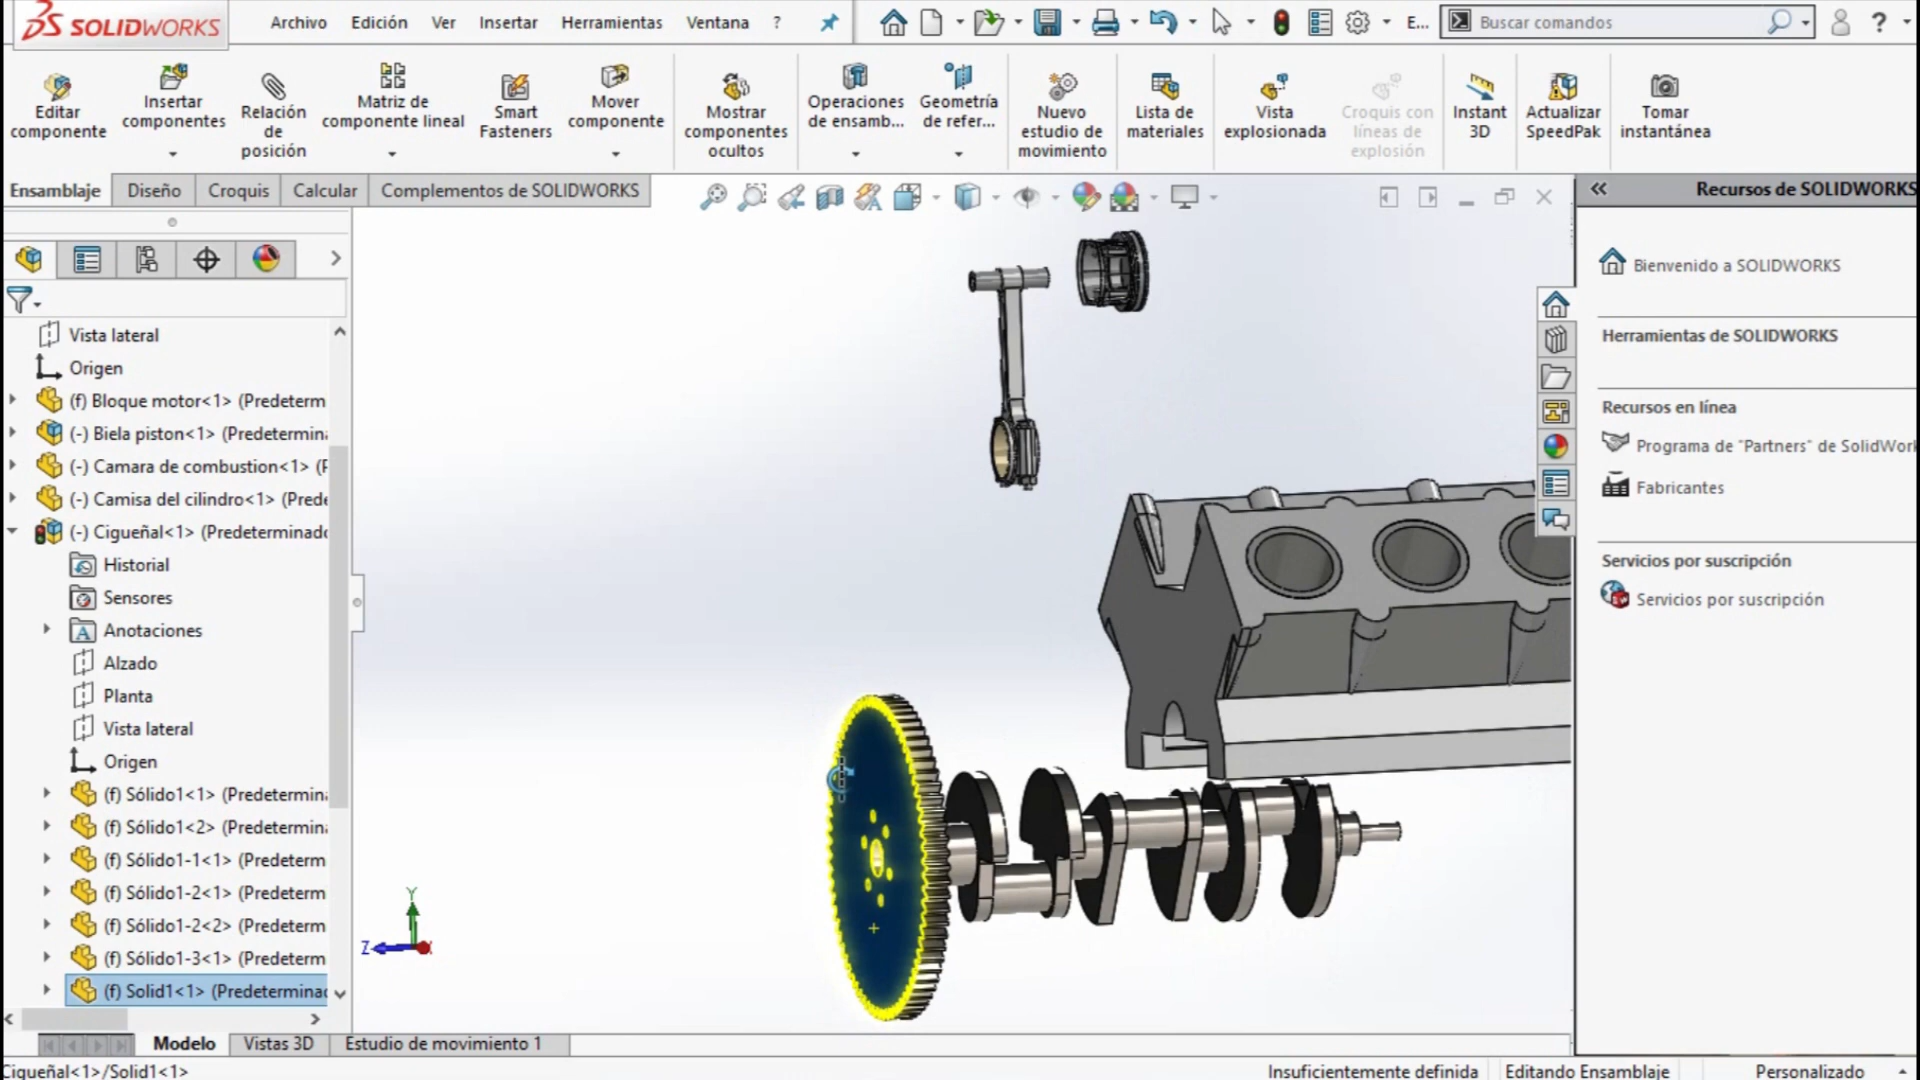 SOLIDWORKS
Archivo
Edición
Ver
Insertar
Herramientas
Ventana
?
E...
Buscar comandos
?
Editar
componente
Insertar
componentes
Relación
de
posición
Matriz de
componente lineal
Smart
Fasteners
Mover
componente
Mostrar
componentes
ocultos
Operaciones
de ensamb...
Geometría
de refer...
Nuevo
estudio de
movimiento
Lista de
materiales
Vista
explosionada
Croquis con
líneas de
explosión
Instant
3D
Actualizar
SpeedPak
Tomar
instantánea
Ensamblaje
Diseño
Croquis
Calcular
Complementos de SOLIDWORKS
Recursos de SOLIDWORKS
Bienvenido a SOLIDWORKS
Herramientas de SOLIDWORKS
Recursos en línea
Programa de "Partners" de SolidWork
Fabricantes
Servicios por suscripción
Servicios por suscripción
Vista lateral
Origen
(f) Bloque motor<1> (Predeterm
(-) Biela piston<1> (Predetermin
(-) Camara de combustion<1> (P
(-) Camisa del cilindro<1> (Prede
(-) Cigueñal<1> (Predeterminado
Historial
Sensores
Anotaciones
Alzado
Planta
Vista lateral
Origen
(f) Sólido1<1> (Predetermin
(f) Sólido1<2> (Predetermin
(f) Sólido1-1<1> (Predeterm
(f) Sólido1-2<1> (Predeterm
(f) Sólido1-2<2> (Predeterm
(f) Sólido1-3<1> (Predeterm
(f) Solid1<1> (Predeterminad
Y
Z
Modelo
Vistas 3D
Estudio de movimiento 1
Cigueñal<1>/Solid1<1>
Insuficientemente definida
Editando Ensamblaje
Personalizado